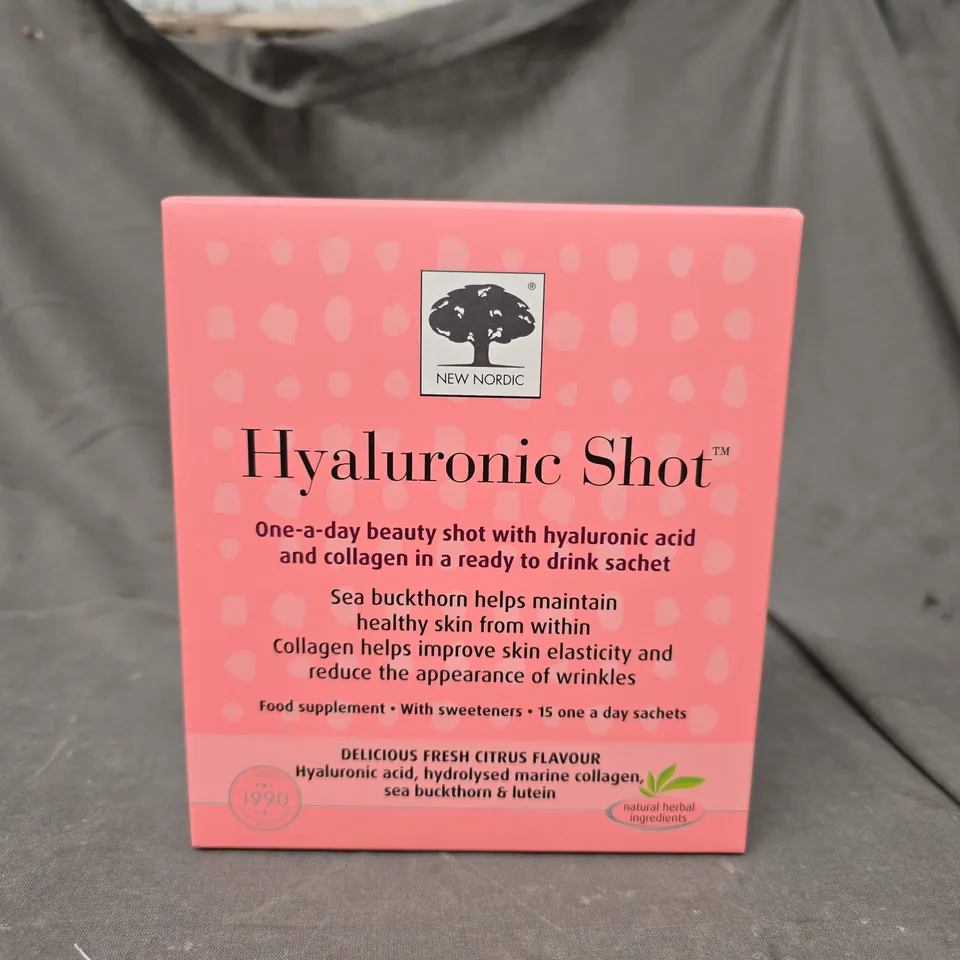 ®
NEW NORDIC
Hyaluronic Shot™
One-a-day beauty shot with hyaluronic acid
and collagen in a ready to drink sachet
Sea buckthorn helps maintain
healthy skin from within
Collagen helps improve skin elasticity and
reduce the appearance of wrinkles
Food supplement • With sweeteners • 15 one a day sachets
DELICIOUS FRESH CITRUS FLAVOUR
Hyaluronic acid, hydrolysed marine collagen,
sea buckthorn & lutein
1990
natural herbal
ingredients